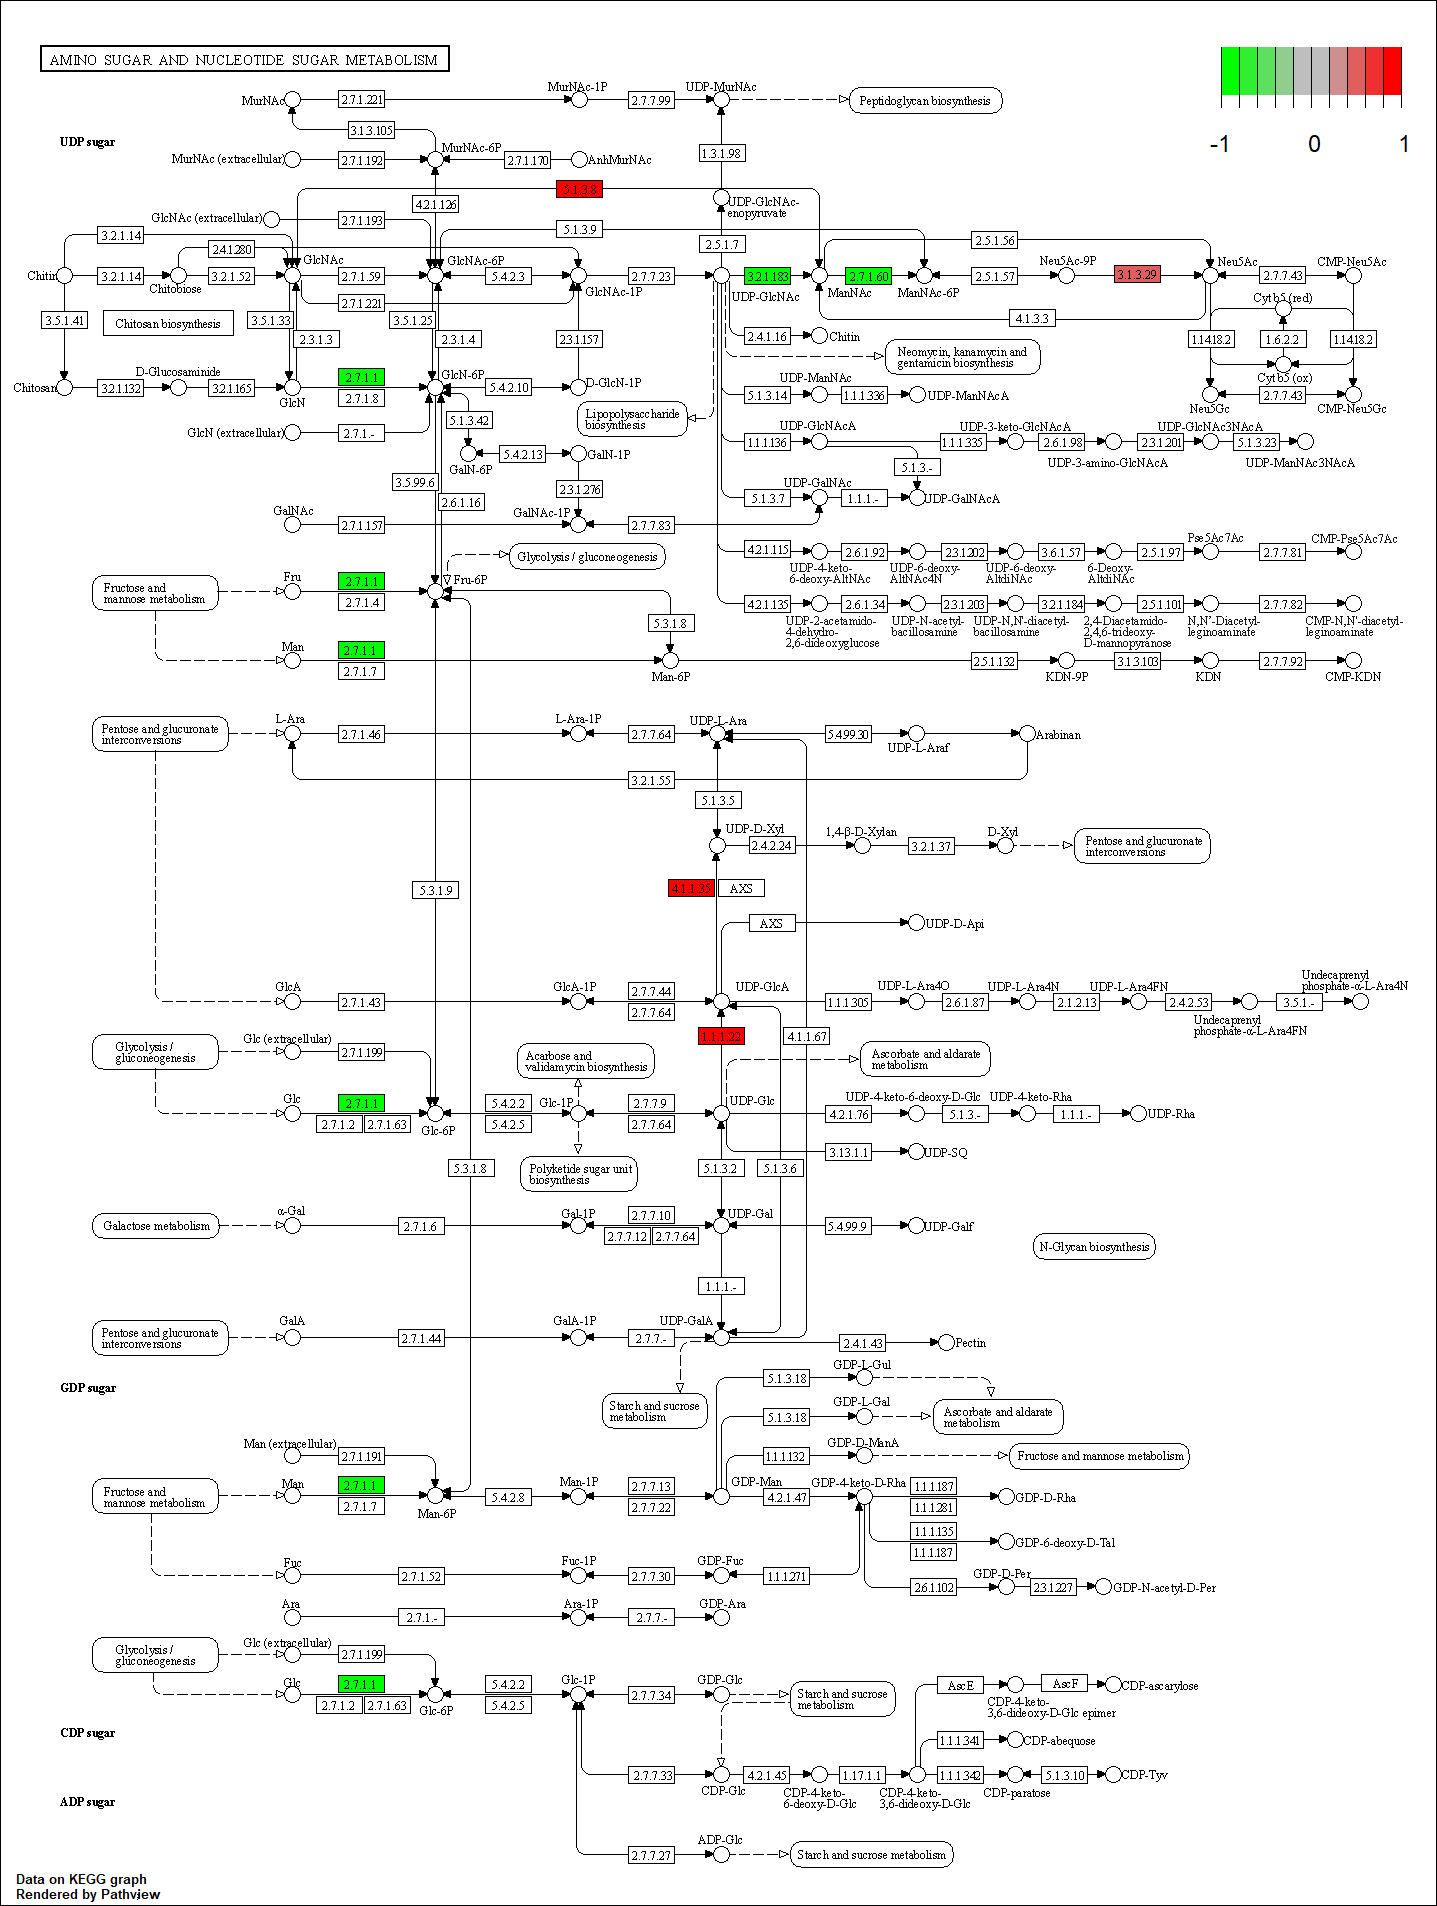 AMINO SUGAR AND NUCLEOTIDE SUGAR METABOLISM
-1 0 1
MurNAc 2.7.1.221 MurNAc-1P 2.7.7.99 UDP-MurNAc Peptidoglycan biosynthesis
3.1.3.105
UDP sugar
MurNAc (extracellular) 2.7.1.192 MurNAc-6P 2.7.1.170 AnhMurNAc 1.3.1.98
5.1.3.8
4.2.1.126 UDP-GlcNAc-
enopyruvate
GlcNAc (extracellular) 2.7.1.193
3.2.1.14 2.4.1.280 5.1.3.9 2.5.1.7 2.5.1.56
Chitin 3.2.1.14 Chitobiose 3.2.1.52 GlcNAc 2.7.1.59 GlcNAc-6P 5.4.2.3 GlcNAc-1P 2.7.7.23 UDP-GlcNAc 3.2.1.183 ManNAc 2.7.1.60 ManNAc-6P 2.5.1.57 Neu5Ac-9P 3.1.3.29 Neu5Ac 2.7.7.43 CMP-Neu5Ac
2.7.1.221
Cytb5 (red)
3.5.1.41 Chitosan biosynthesis 3.5.1.33 3.5.1.25 4.1.3.3
2.3.1.3 2.3.1.4 2.3.1.157 2.4.1.16 Chitin 1.14.18.2 1.6.2.2 1.14.18.2
Neomycin, kanamycin and
gentamicin biosynthesis
Cytb5 (ox)
Chitosan 3.2.1.132 D-Glucosaminide 3.2.1.165 GlcN 2.7.1.1 GlcN-6P 5.4.2.10 D-GlcN-1P
2.7.1.8
UDP-ManNAc
5.1.3.14 1.1.1.336 UDP-ManNAcA Neu5Gc 2.7.7.43 CMP-Neu5Gc
Lipopolysaccharide
biosynthesis
5.1.3.42
GlcN (extracellular) 2.7.1.-
UDP-GlcNAcA UDP-3-keto-GlcNAcA UDP-GlcNAc3NAcA
1.1.1.136 1.1.1.335 2.6.1.98 2.3.1.201 5.1.3.23
UDP-3-amino-GlcNAcA UDP-ManNAc3NAcA
GalN-6P 5.4.2.13 GalN-1P 5.1.3.-
3.5.99.6 2.3.1.276 UDP-GalNAc
2.6.1.16 5.1.3.7 1.1.1.- UDP-GalNAcA
GalNAc 2.7.1.157 GalNAc-1P 2.7.7.83
Glycolysis / gluconeogenesis
Pse5Ac7Ac CMP-Pse5Ac7Ac
4.2.1.115 2.6.1.92 2.3.1.202 3.6.1.57 2.5.1.97 2.7.7.81
UDP-4-keto-
6-deoxy-AltNAc
UDP-6-deoxy-
AltNAc4N
UDP-6-deoxy-
AltdiNAc
6-Deoxy-
AltdiNAc
Fructose and
mannose metabolism
Fru 2.7.1.1 Fru-6P
2.7.1.4
4.2.1.135 2.6.1.34 2.3.1.203 3.2.1.184 2.5.1.101 2.7.7.82
UDP-2-acetamido-
4-dehydro-
2,6-dideoxyglucose
UDP-N-acetyl-
bacillosamine
UDP-N,N'-diacetyl-
bacillosamine
2,4-Diacetamido-
2,4,6-trideoxy-
D-mannopyranose
N,N'-Diacetyl-
leginoaminate
CMP-N,N'-diacetyl-
leginoaminate
5.3.1.8
Man 2.7.1.1 Man-6P 2.5.1.132 KDN-9P 3.1.3.103 KDN 2.7.7.92 CMP-KDN
2.7.1.7
Pentose and glucuronate
interconversions
L-Ara 2.7.1.46 L-Ara-1P 2.7.7.64 UDP-L-Ara 5.4.99.30 UDP-L-Araf Arabinan
3.2.1.55
5.1.3.5
UDP-D-Xyl 2.4.2.24 1,4-β-D-Xylan 3.2.1.37 D-Xyl
Pentose and glucuronate
interconversions
5.3.1.9 4.1.1.35 AXS
AXS UDP-D-Api
GlcA 2.7.1.43 GlcA-1P 2.7.7.44 UDP-GlcA
2.7.7.64
1.1.1.305 UDP-L-Ara4O 2.6.1.87 UDP-L-Ara4N 2.1.2.13 UDP-L-Ara4FN 2.4.2.53 3.5.1.-
Undecaprenyl
phosphate-α-L-Ara4N
Undecaprenyl
phosphate-α-L-Ara4FN
1.1.1.22 4.1.1.67
Glycolysis /
gluconeogenesis
Glc (extracellular) 2.7.1.199
Acarbose and
validamycin biosynthesis
Ascorbate and aldarate
metabolism
Glc 2.7.1.1 Glc-6P 5.4.2.2 Glc-1P 2.7.7.9 UDP-Glc
2.7.1.2 2.7.1.63 5.4.2.5 2.7.7.64
UDP-4-keto-6-deoxy-D-Glc UDP-4-keto-Rha
4.2.1.76 5.1.3.- 1.1.1.- UDP-Rha
3.13.1.1 UDP-SQ
5.3.1.8 5.1.3.2 5.1.3.6
Polyketide sugar unit
biosynthesis
Galactose metabolism α-Gal 2.7.1.6 Gal-1P 2.7.7.10 UDP-Gal 5.4.99.9 UDP-Galf
2.7.7.12 2.7.7.64
N-Glycan biosynthesis
1.1.1.-
Pentose and glucuronate
interconversions
GalA 2.7.1.44 GalA-1P 2.7.7.- UDP-GalA 2.4.1.43 Pectin
GDP sugar
Starch and sucrose
metabolism
5.1.3.18 GDP-L-Gul
5.1.3.18 GDP-L-Gal
Ascorbate and aldarate
metabolism
Man (extracellular) 2.7.1.191 1.1.1.132 GDP-D-ManA Fructose and mannose metabolism
Fructose and
mannose metabolism
Man 2.7.1.1 Man-6P 5.4.2.8 Man-1P 2.7.7.13 GDP-Man 4.2.1.47 GDP-4-keto-D-Rha 1.1.1.187 GDP-D-Rha
2.7.1.7 2.7.7.22 1.1.1.281
1.1.1.135 GDP-6-deoxy-D-Tal
1.1.1.187
Fuc 2.7.1.52 Fuc-1P 2.7.7.30 GDP-Fuc 1.1.1.271
2.6.1.102 GDP-D-Per 2.3.1.227 GDP-N-acetyl-D-Per
Ara 2.7.1.- Ara-1P 2.7.7.- GDP-Ara
Glycolysis /
gluconeogenesis
Glc (extracellular) 2.7.1.199
Glc 2.7.1.1 Glc-6P 5.4.2.2 Glc-1P 2.7.7.34 GDP-Glc
2.7.1.2 2.7.1.63 5.4.2.5
Starch and sucrose
metabolism
AscE AscF CDP-ascarylose
CDP-4-keto-
3,6-dideoxy-D-Glc epimer
CDP sugar
1.1.1.341 CDP-abequose
2.7.7.33 CDP-Glc 4.2.1.45 1.17.1.1 1.1.1.342 5.1.3.10 CDP-Tyv
CDP-4-keto-
6-deoxy-D-Glc
CDP-4-keto-
3,6-dideoxy-D-Glc
CDP-paratose
ADP sugar
2.7.7.27 ADP-Glc Starch and sucrose metabolism
Data on KEGG graph
Rendered by Pathview